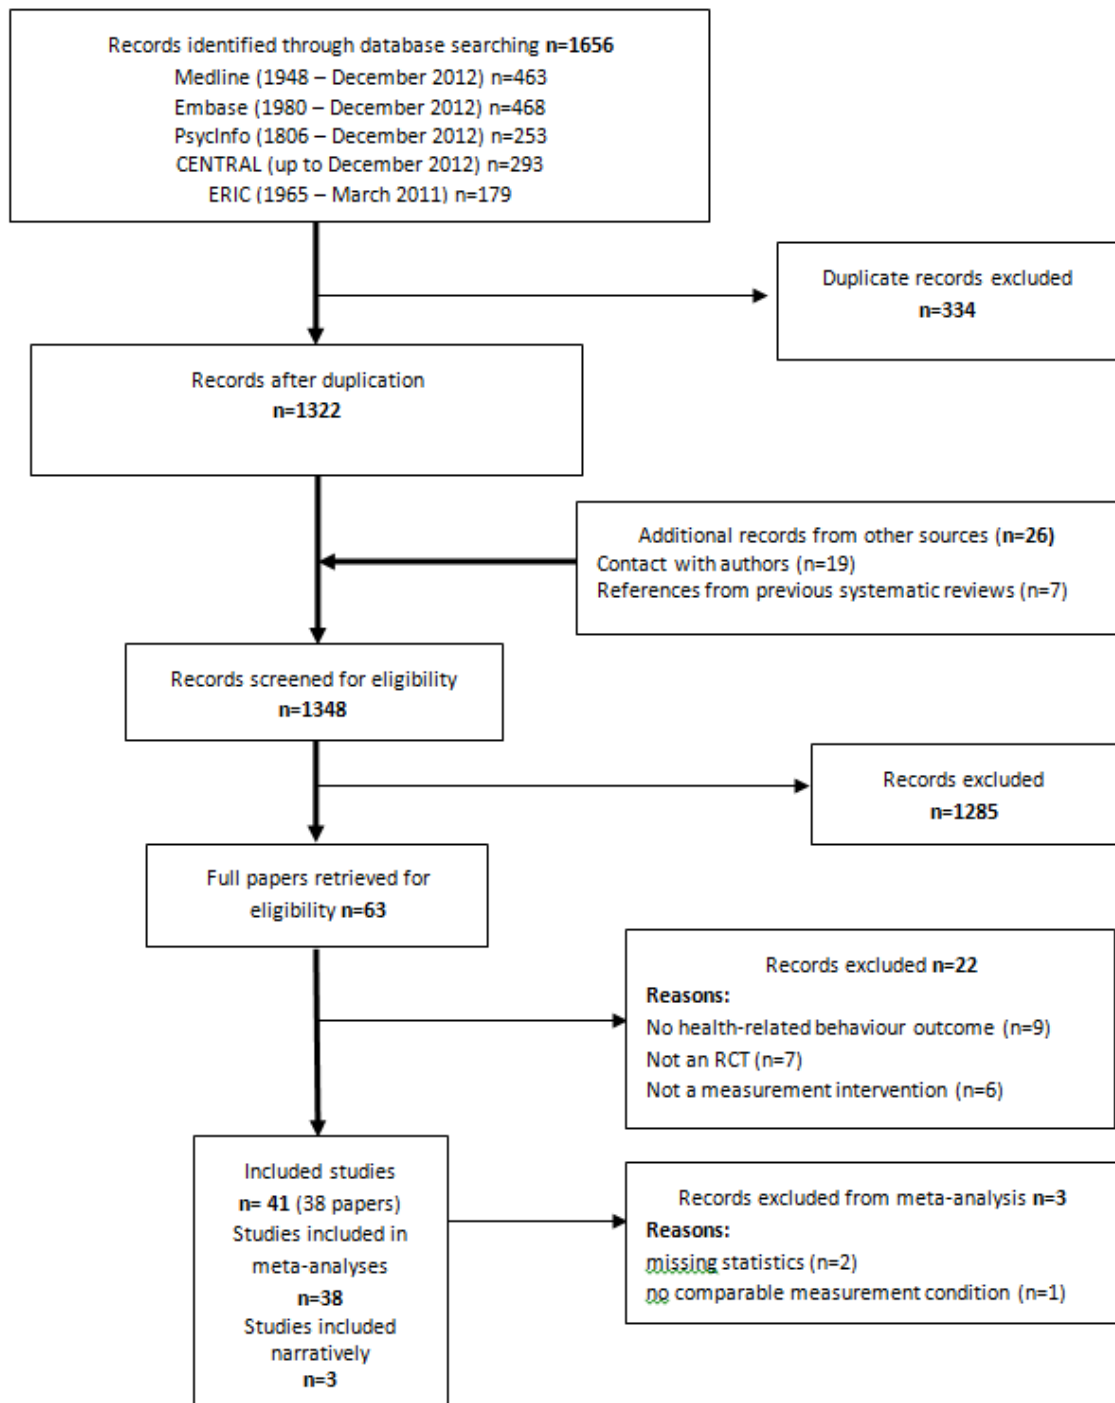 Records identified through database searching n=1656
Medline (1948 – December 2012) n=463
Embase (1980 – December 2012) n=468
PsycInfo (1806 – December 2012) n=253
CENTRAL (up to December 2012) n=293
ERIC (1965 – March 2011) n=179
Duplicate records excluded
n=334
Records after duplication
n=1322
Additional records from other sources (n=26)
Contact with authors (n=19)
References from previous systematic reviews (n=7)
Records screened for eligibility
n=1348
Records excluded
n=1285
Full papers retrieved for
eligibility n=63
Records excluded n=22
Reasons:
No health-related behaviour outcome (n=9)
Not an RCT (n=7)
Not a measurement intervention (n=6)
Included studies
n= 41 (38 papers)
Studies included in
meta-analyses
n=38
Studies included
narratively
n=3
Records excluded from meta-analysis n=3
Reasons:
missing statistics (n=2)
no comparable measurement condition (n=1)